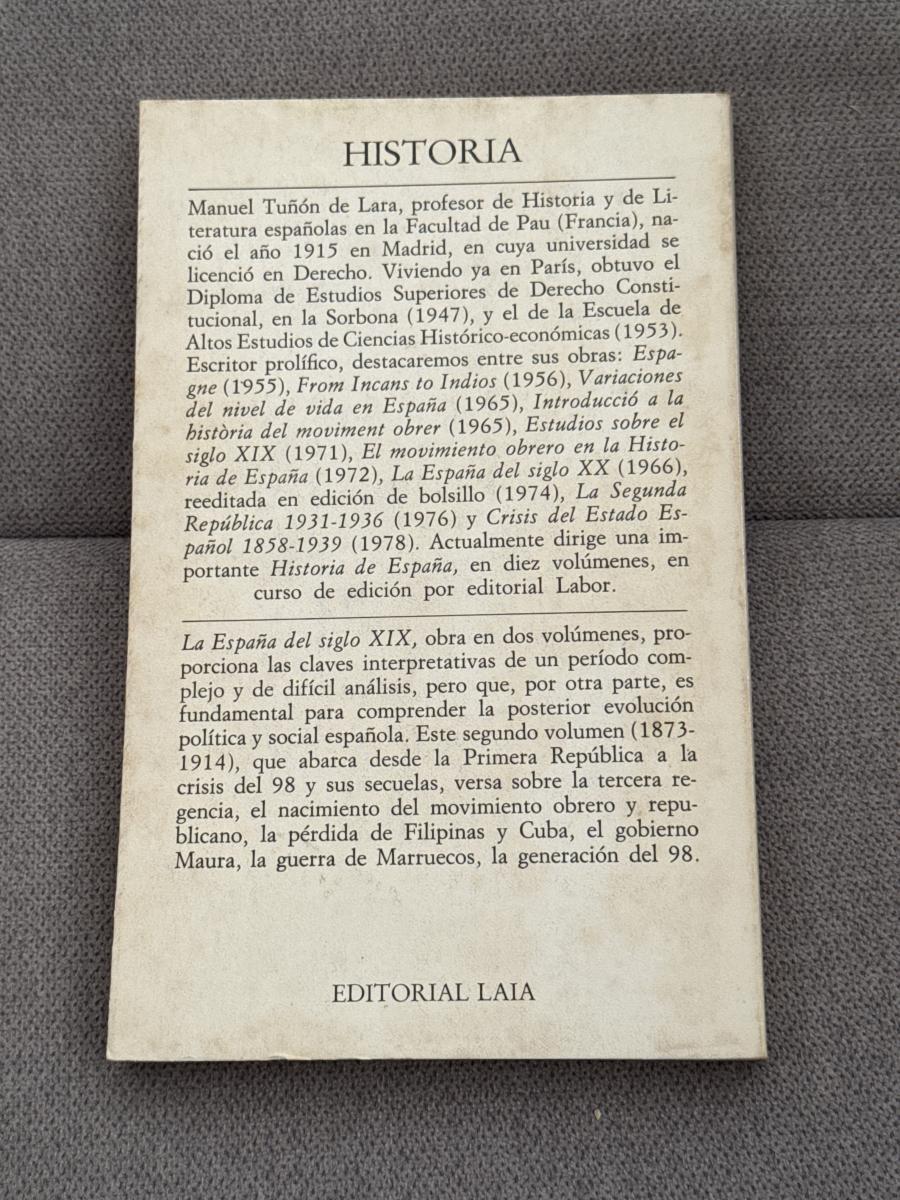 HISTORIA
Manuel Tuñón de Lara, profesor de Historia y de Li-
teratura españolas en la Facultad de Pau (Francia), na-
ció el año 1915 en Madrid, en cuya universidad se
licenció en Derecho. Viviendo ya en París, obtuvo el
Diploma de Estudios Superiores de Derecho Consti-
tucional, en la Sorbona (1947), y el de la Escuela de
Altos Estudios de Ciencias Histórico-económicas (1953).
Escritor prolífico, destacaremos entre sus obras: Espa-
gne (1955), From Incans to Indios (1956), Variaciones
del nivel de vida en España (1965), Introducció a la
història del moviment obrer (1965), Estudios sobre el
siglo XIX (1971), El movimiento obrero en la Histo-
ria de España (1972), La España del siglo XX (1966),
reeditada en edición de bolsillo (1974), La Segunda
República 1931-1936 (1976) y Crisis del Estado Es-
pañol 1858-1939 (1978). Actualmente dirige una im-
portante Historia de España, en diez volúmenes, en
curso de edición por editorial Labor.
La España del siglo XIX, obra en dos volúmenes, pro-
porciona las claves interpretativas de un período com-
plejo y de difícil análisis, pero que, por otra parte, es
fundamental para comprender la posterior evolución
política y social española. Este segundo volumen (1873-
1914), que abarca desde la Primera República a la
crisis del 98 y sus secuelas, versa sobre la tercera re-
gencia, el nacimiento del movimiento obrero y repu-
blicano, la pérdida de Filipinas y Cuba, el gobierno
Maura, la guerra de Marruecos, la generación del 98.
EDITORIAL LAIA